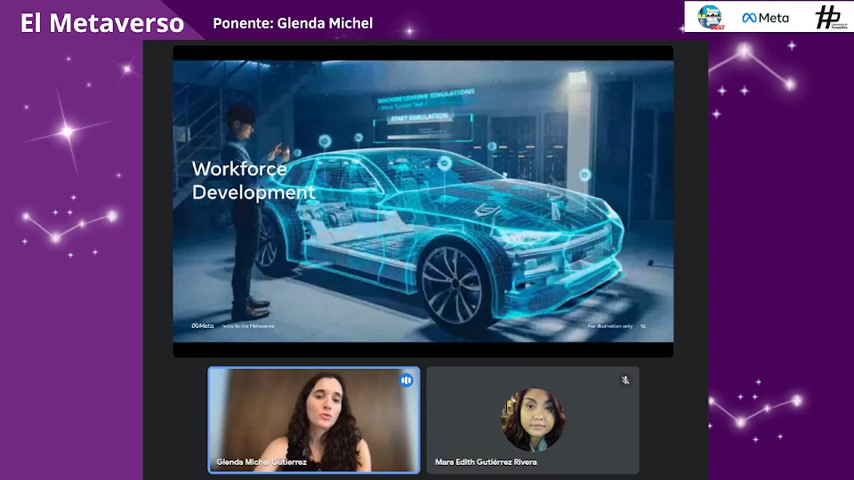 El Metaverso
Ponente: Glenda Michel
Meta
MACHINE LEARNING SIMULATIONS
START SIMULATION
Workforce
Development
Meta
Intro to the Metaverse
For illustration only 16
Glenda Michel Gutierrez
Mara Edith Gutiérrez Rivera